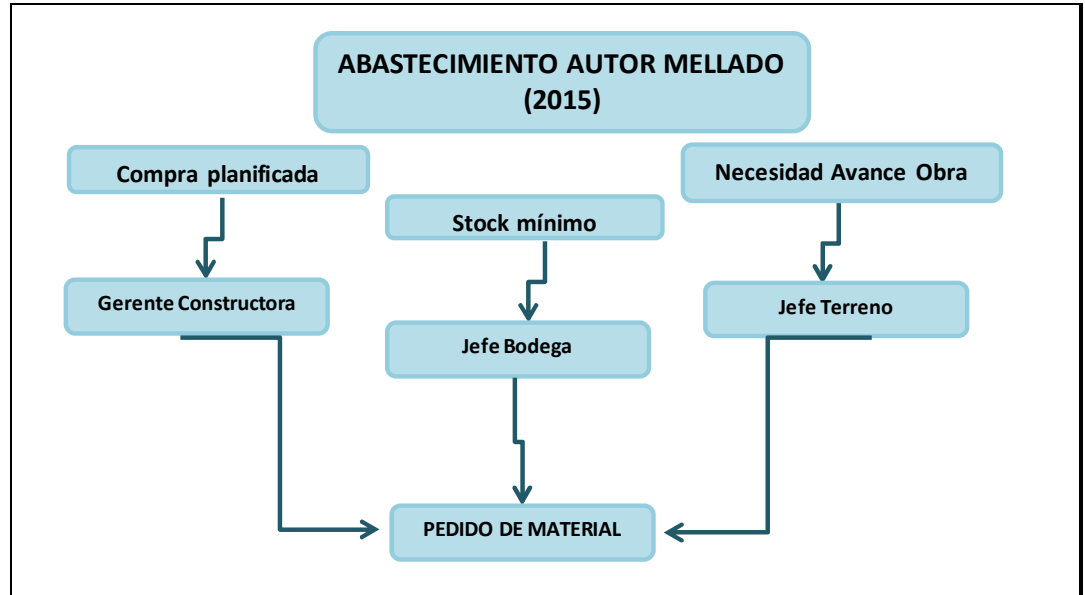 ABASTECIMIENTO AUTOR MELLADO
(2015)
Compra planificada
Stock mínimo
Necesidad Avance Obra
Gerente Constructora
Jefe Bodega
Jefe Terreno
PEDIDO DE MATERIAL